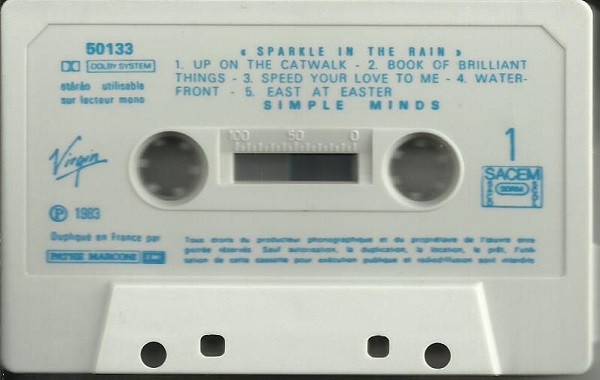 50133
« SPARKLE IN THE RAIN »
DOLBY SYSTEM
1. UP ON THE CATWALK - 2. BOOK OF BRILLIANT
THINGS - 3. SPEED YOUR LOVE TO ME - 4. WATER-
FRONT - 5. EAST AT EASTER
SIMPLE MINDS
stéréo utilisable
sur lecteur mono
100 50 0
Virgin
1
SACEM
SDRM
Ⓟ 1983
Dupliqué en France par
PATHE MARCONI EMI
Tous droits du producteur phonographique et du propriétaire de l'œuvre enre
gistrée réservés. Sauf autorisation, la duplication, la location, le prêt, l'utili-
sation de cette cassette pour exécution publique et radiodiffusion sont interdits